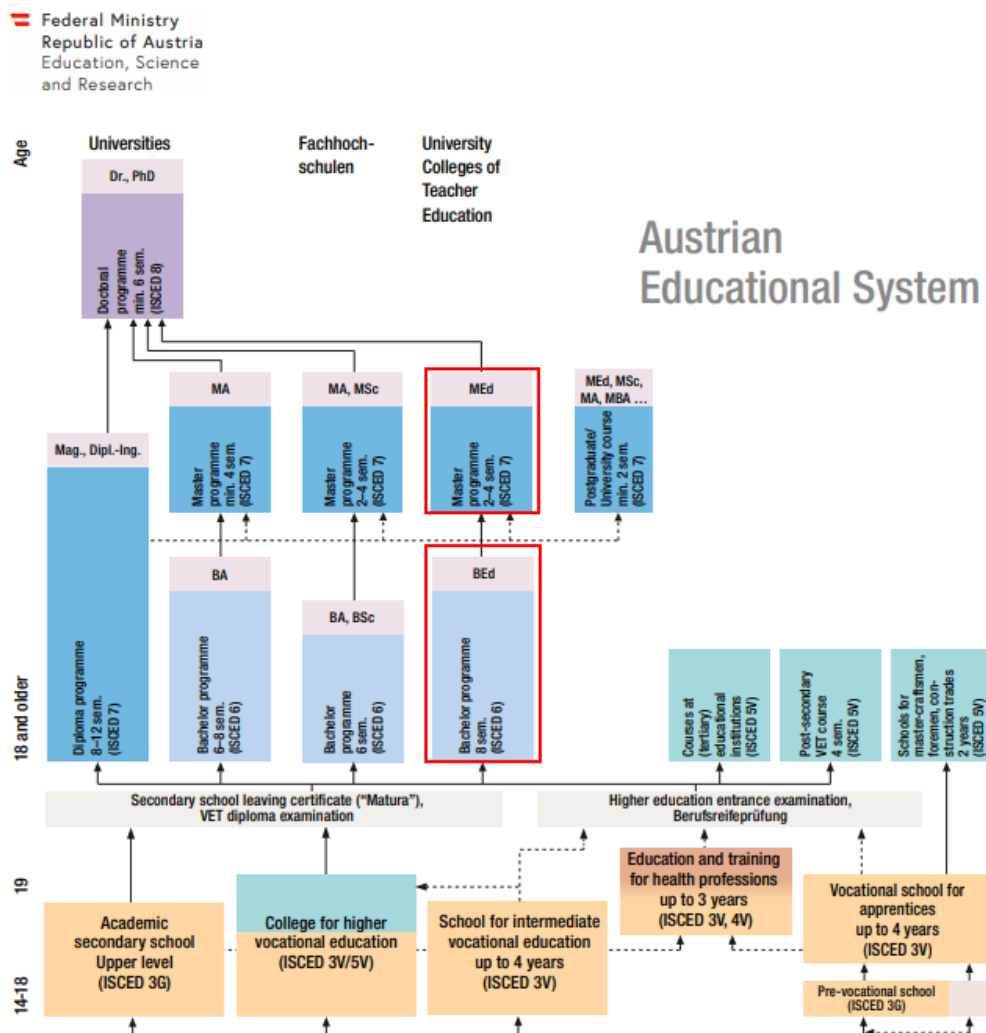 Federal Ministry
Republic of Austria
Education, Science
and Research
Age
Universities
Fachhoch-
schulen
University
Colleges of
Teacher
Education
Austrian
Educational System
Dr., PhD
Doctoral
programme
min. 6 sem.
(ISCED 8)
MA
Master
programme
min. 4 sem.
(ISCED 7)
MA, MSc
Master
programme
2–4 sem.
(ISCED 7)
MEd
Master
programme
2–4 sem.
(ISCED 7)
MEd, MSc,
MA, MBA ...
Postgraduate/
University course
min. 2 sem.
(ISCED 7)
Mag., Dipl.-Ing.
Diploma programme
8–12 sem.
(ISCED 7)
BA
Bachelor programme
6–8 sem.
(ISCED 6)
BA, BSc
Bachelor
programme
6 sem.
(ISCED 6)
BEd
Bachelor programme
8 sem.
(ISCED 6)
Courses at
(tertiary)
educational
institutions
(ISCED 5V)
Post-secondary
VET course
4 sem.
(ISCED 5V)
Schools for
master-craftsmen,
foremen, con-
struction trades
2 years
(ISCED 5V)
18 and older
Secondary school leaving certificate (“Matura”),
VET diploma examination
Higher education entrance examination,
Berufsreifeprüfung
19
Education and training
for health professions
up to 3 years
(ISCED 3V, 4V)
Academic
secondary school
Upper level
(ISCED 3G)
College for higher
vocational education
(ISCED 3V/5V)
School for intermediate
vocational education
up to 4 years
(ISCED 3V)
Vocational school for
apprentices
up to 4 years
(ISCED 3V)
14-18
Pre-vocational school
(ISCED 3G)